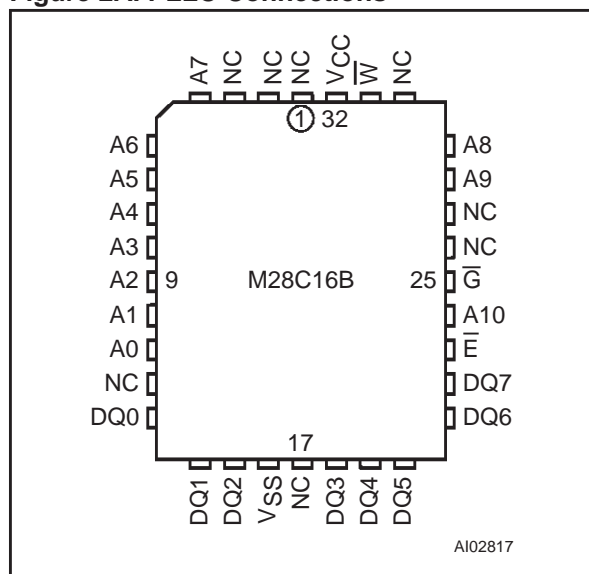 A7 NC NC NC VCC W̅ NC
1 32
A6 A8
A5 A9
A4 NC
A3 NC
A2 9 M28C16B 25 G̅
A1 A10
A0 E̅
NC DQ7
DQ0 DQ6
17
DQ1 DQ2 VSS NC DQ3 DQ4 DQ5
AI02817